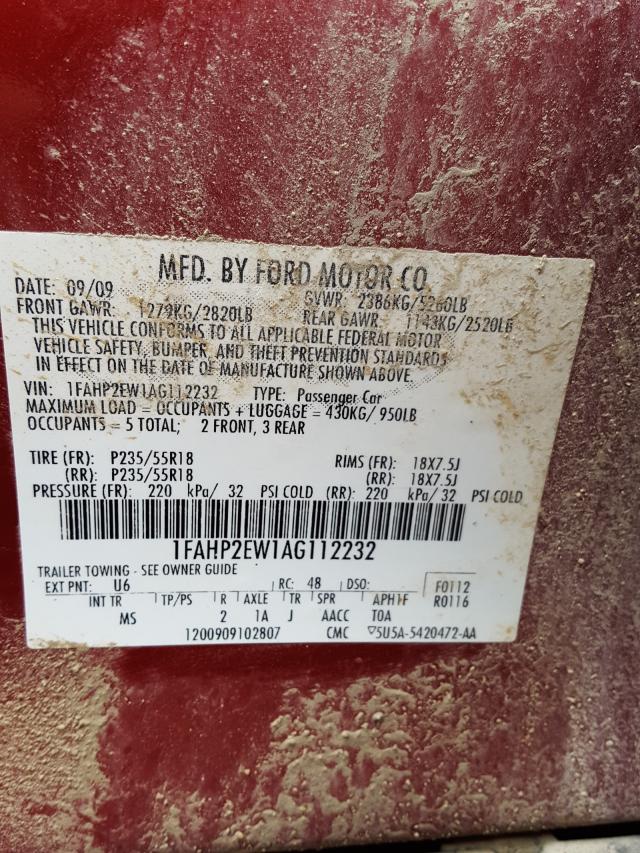 MFD. BY FORD MOTOR CO
DATE: 09/09 GVWR: 2386KG/5260LB
FRONT GAWR: 1279KG/2820LB REAR GAWR: 1143KG/2520LB
THIS VEHICLE CONFORMS TO ALL APPLICABLE FEDERAL MOTOR
VEHICLE SAFETY, BUMPER, AND THEFT PREVENTION STANDARDS
IN EFFECT ON THE DATE OF MANUFACTURE SHOWN ABOVE.
VIN: 1FAHP2EW1AG112232 TYPE: Passenger Car
MAXIMUM LOAD = OCCUPANTS + LUGGAGE = 430KG/ 950LB
OCCUPANTS = 5 TOTAL; 2 FRONT, 3 REAR
TIRE (FR): P235/55R18 RIMS (FR): 18X7.5J
(RR): P235/55R18 (RR): 18X7.5J
PRESSURE (FR): 220 kPa/ 32 PSI COLD (RR): 220 kPa/ 32 PSI COLD
1FAHP2EW1AG112232
TRAILER TOWING - SEE OWNER GUIDE
EXT PNT: U6 RC: 48 DSO: F0112
INT TR TP/PS R AXLE TR SPR APH1F R0116
MS 2 1A J AACC TOA
1200909102807 CMC ▽5U5A-5420472-AA